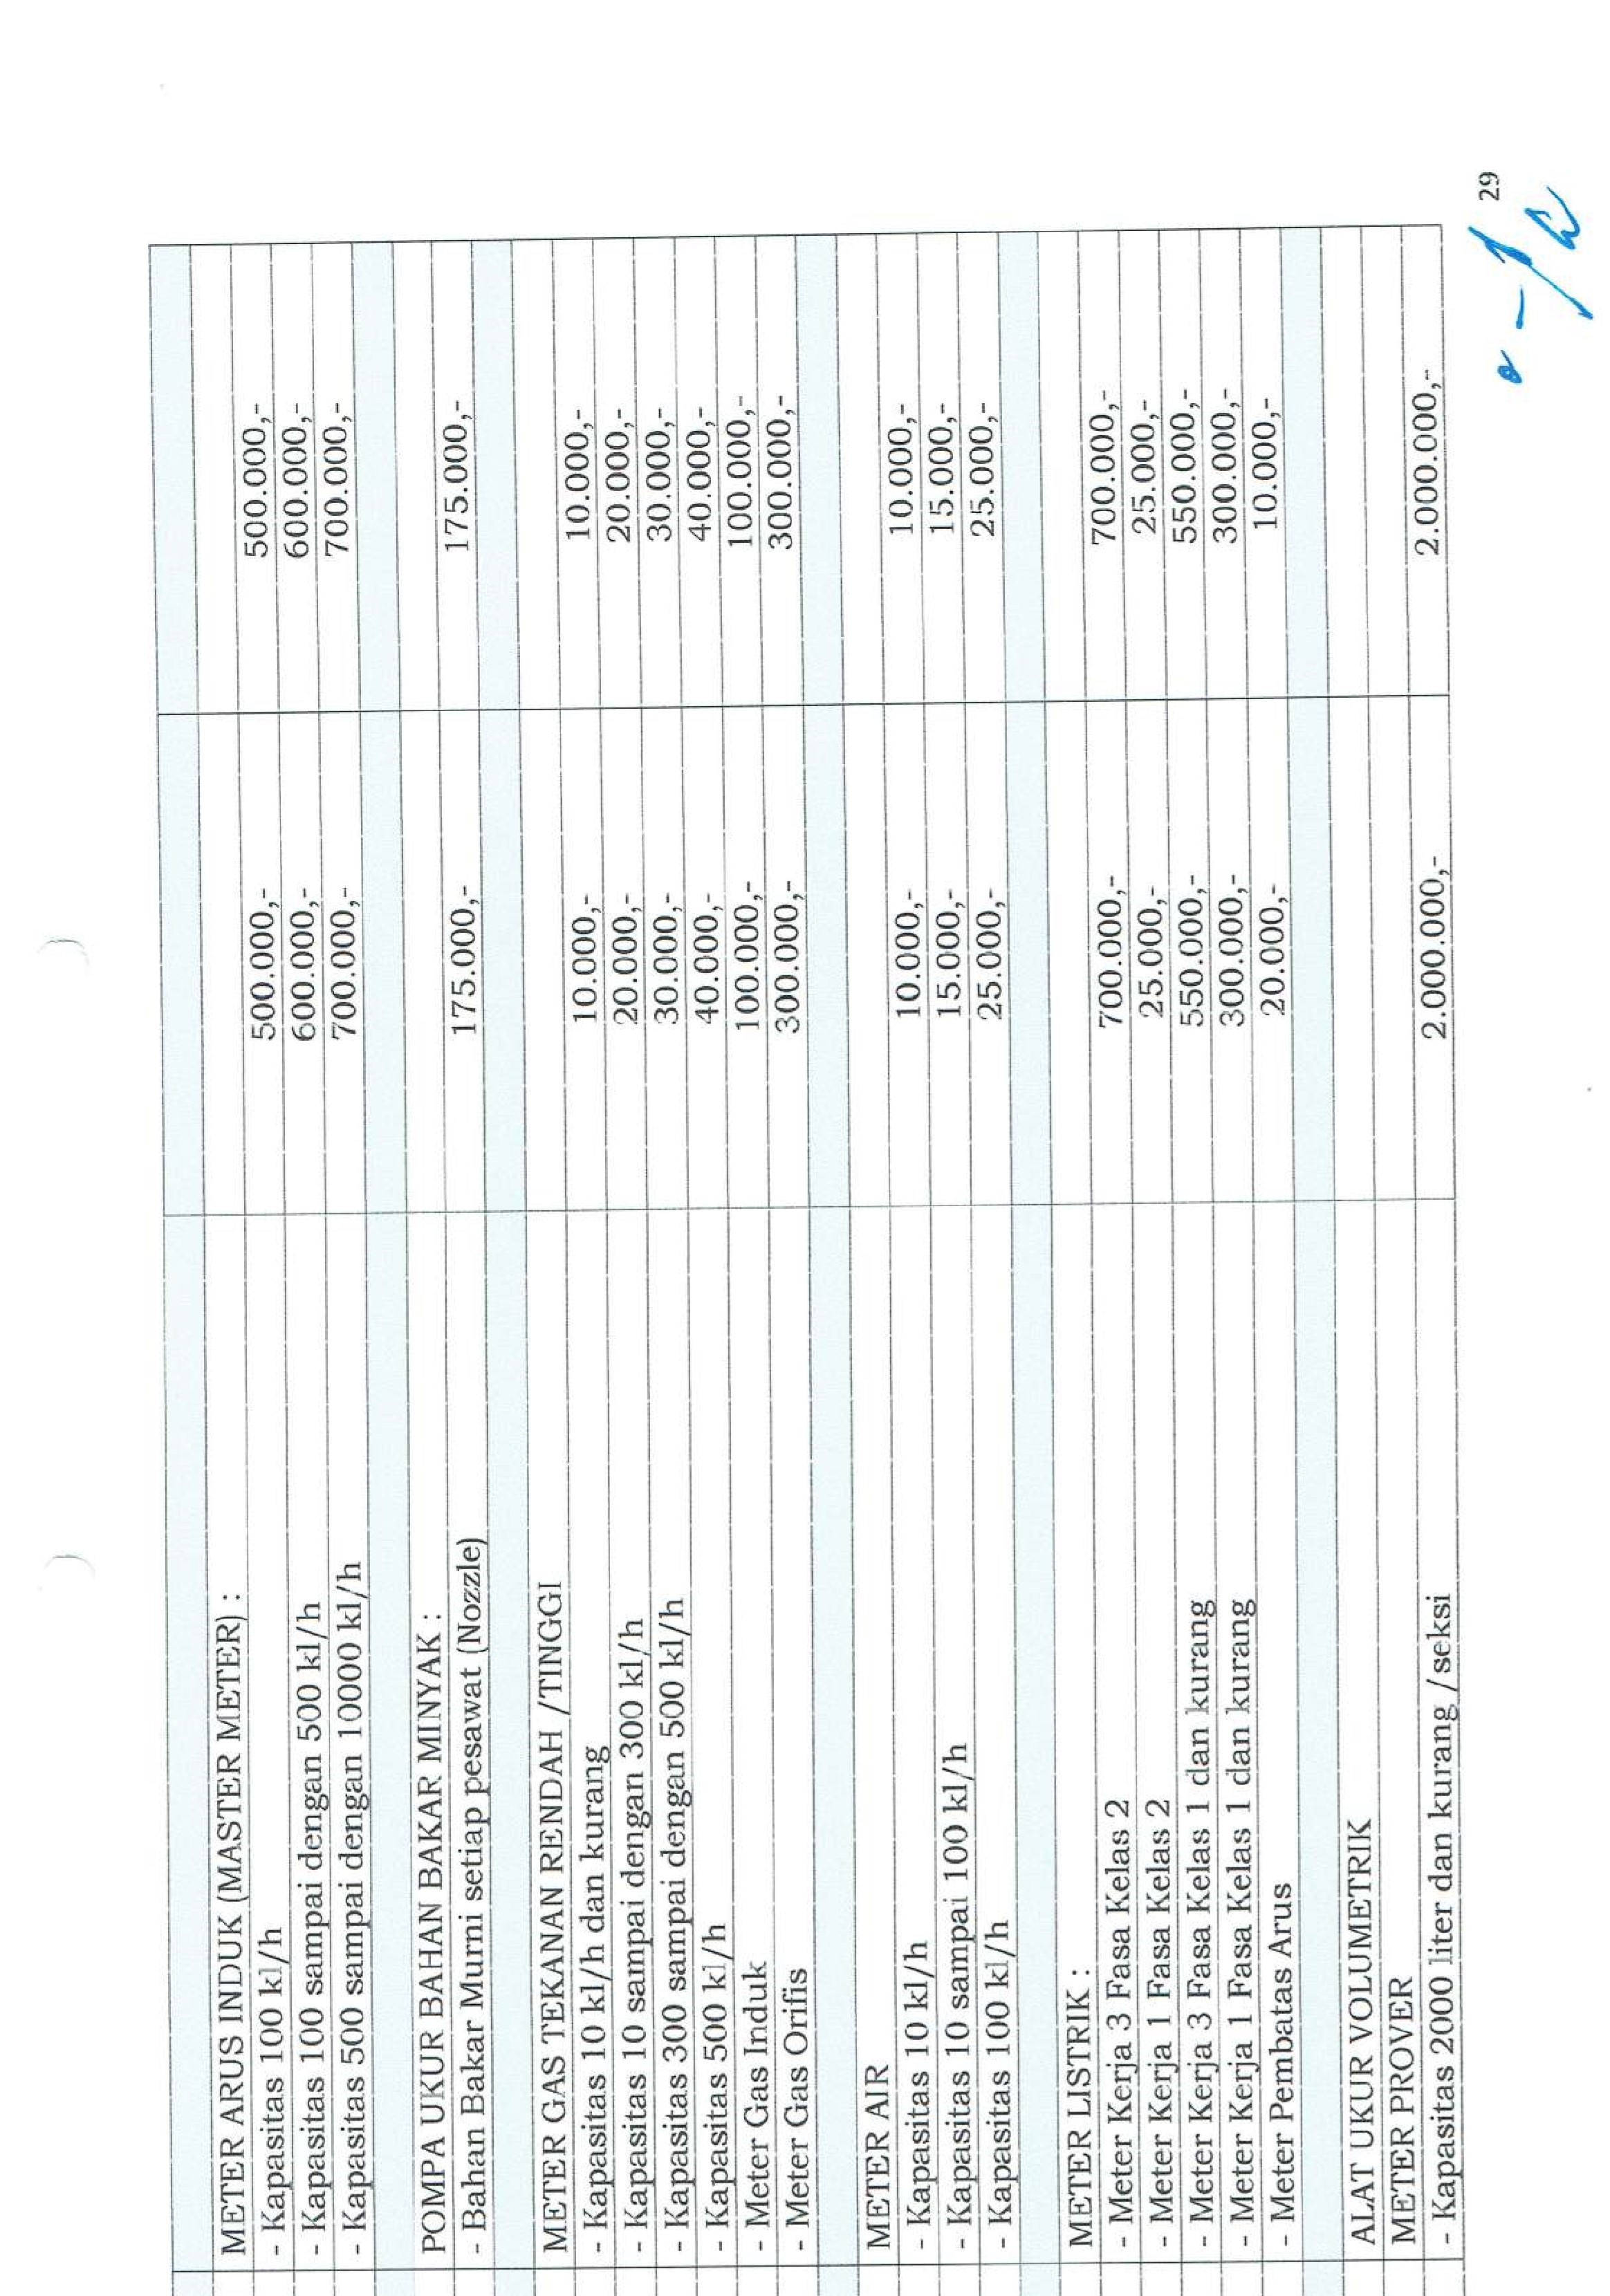 METER ARUS INDUK (MASTER METER) :
- Kapasitas 100 kl/h 500.000,- 500.000,-
- Kapasitas 100 sampai dengan 500 kl/h 600.000,- 600.000,-
- Kapasitas 500 sampai dengan 10000 kl/h 700.000,- 700.000,-
POMPA UKUR BAHAN BAKAR MINYAK :
- Bahan Bakar Murni setiap pesawat (Nozzle) 175.000,- 175.000,-
METER GAS TEKANAN RENDAH /TINGGI
- Kapasitas 10 kl/h dan kurang 10.000,- 10.000,-
- Kapasitas 10 sampai dengan 300 kl/h 20.000,- 20.000,-
- Kapasitas 300 sampai dengan 500 kl/h 30.000,- 30.000,-
- Kapasitas 500 kl/h 40.000,- 40.000,-
- Meter Gas Induk 100.000,- 100.000,-
- Meter Gas Orifis 300.000,- 300.000,-
METER AIR
- Kapasitas 10 kl/h 10.000,- 10.000,-
- Kapasitas 10 sampai 100 kl/h 15.000,- 15.000,-
- Kapasitas 100 kl/h 25.000,- 25.000,-
METER LISTRIK :
- Meter Kerja 3 Fasa Kelas 2 700.000,- 700.000,-
- Meter Kerja 1 Fasa Kelas 2 25.000,- 25.000,-
- Meter Kerja 3 Fasa Kelas 1 dan kurang 550.000,- 550.000,-
- Meter Kerja 1 Fasa Kelas 1 dan kurang 300.000,- 300.000,-
- Meter Pembatas Arus 20.000,- 10.000,-
ALAT UKUR VOLUMETRIK
METER PROVER
- Kapasitas 2000 liter dan kurang /seksi 2.000.000,- 2.000.000,-
29